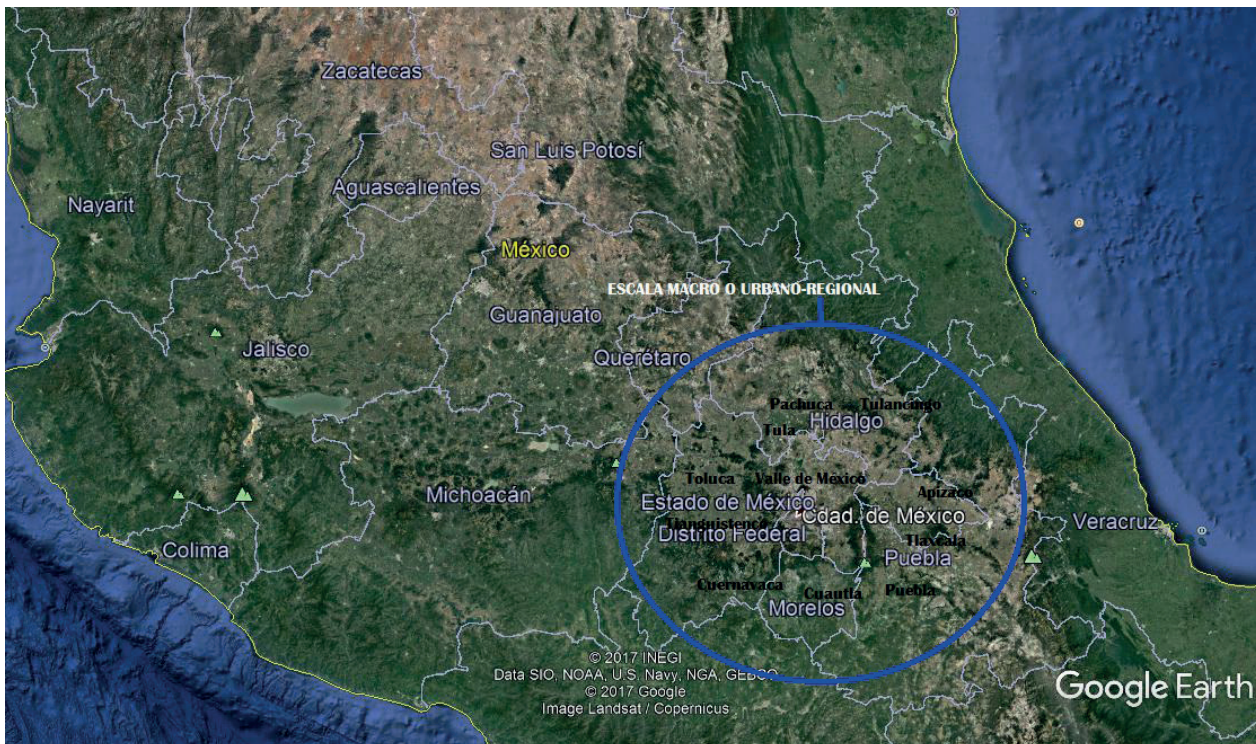 Zacatecas
San Luis Potosí
Aguascalientes
Nayarit
México
ESCALA MACRO O URBANO-REGIONAL
Guanajuato
Jalisco
Querétaro
Pachuca
Tulancingo
Hidalgo
Tula
Toluca
Valle de México
Michoacán
Apizaco
Estado de México
Cdad. de México
Tianguistenco
Veracruz
Distrito Federal
Tlaxcala
Colima
Puebla
Cuernavaca
Cuautla
Puebla
Morelos
© 2017 INEGI
Data SIO, NOAA, U.S. Navy, NGA, GEBCO
© 2017 Google
Image Landsat / Copernicus
Google Earth